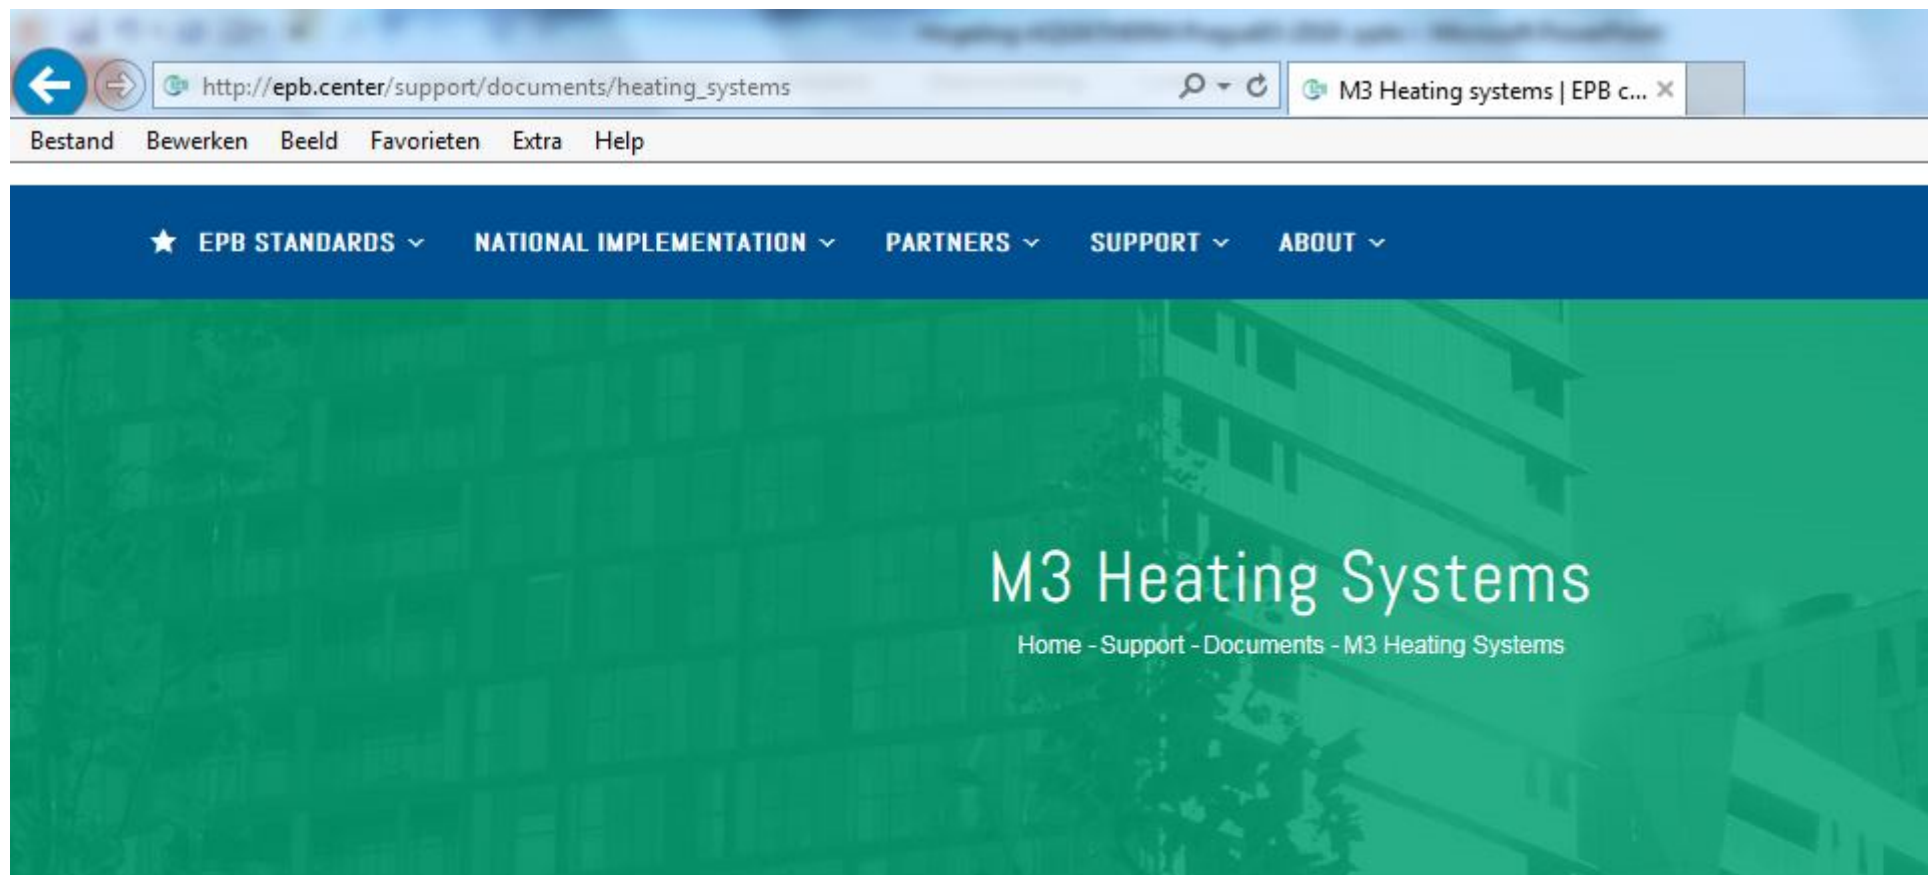 http://epb.center/support/documents/heating_systems
M3 Heating systems | EPB c...
Bestand Bewerken Beeld Favorieten Extra Help
EPB STANDARDS NATIONAL IMPLEMENTATION PARTNERS SUPPORT ABOUT
M3 Heating Systems
Home - Support - Documents - M3 Heating Systems